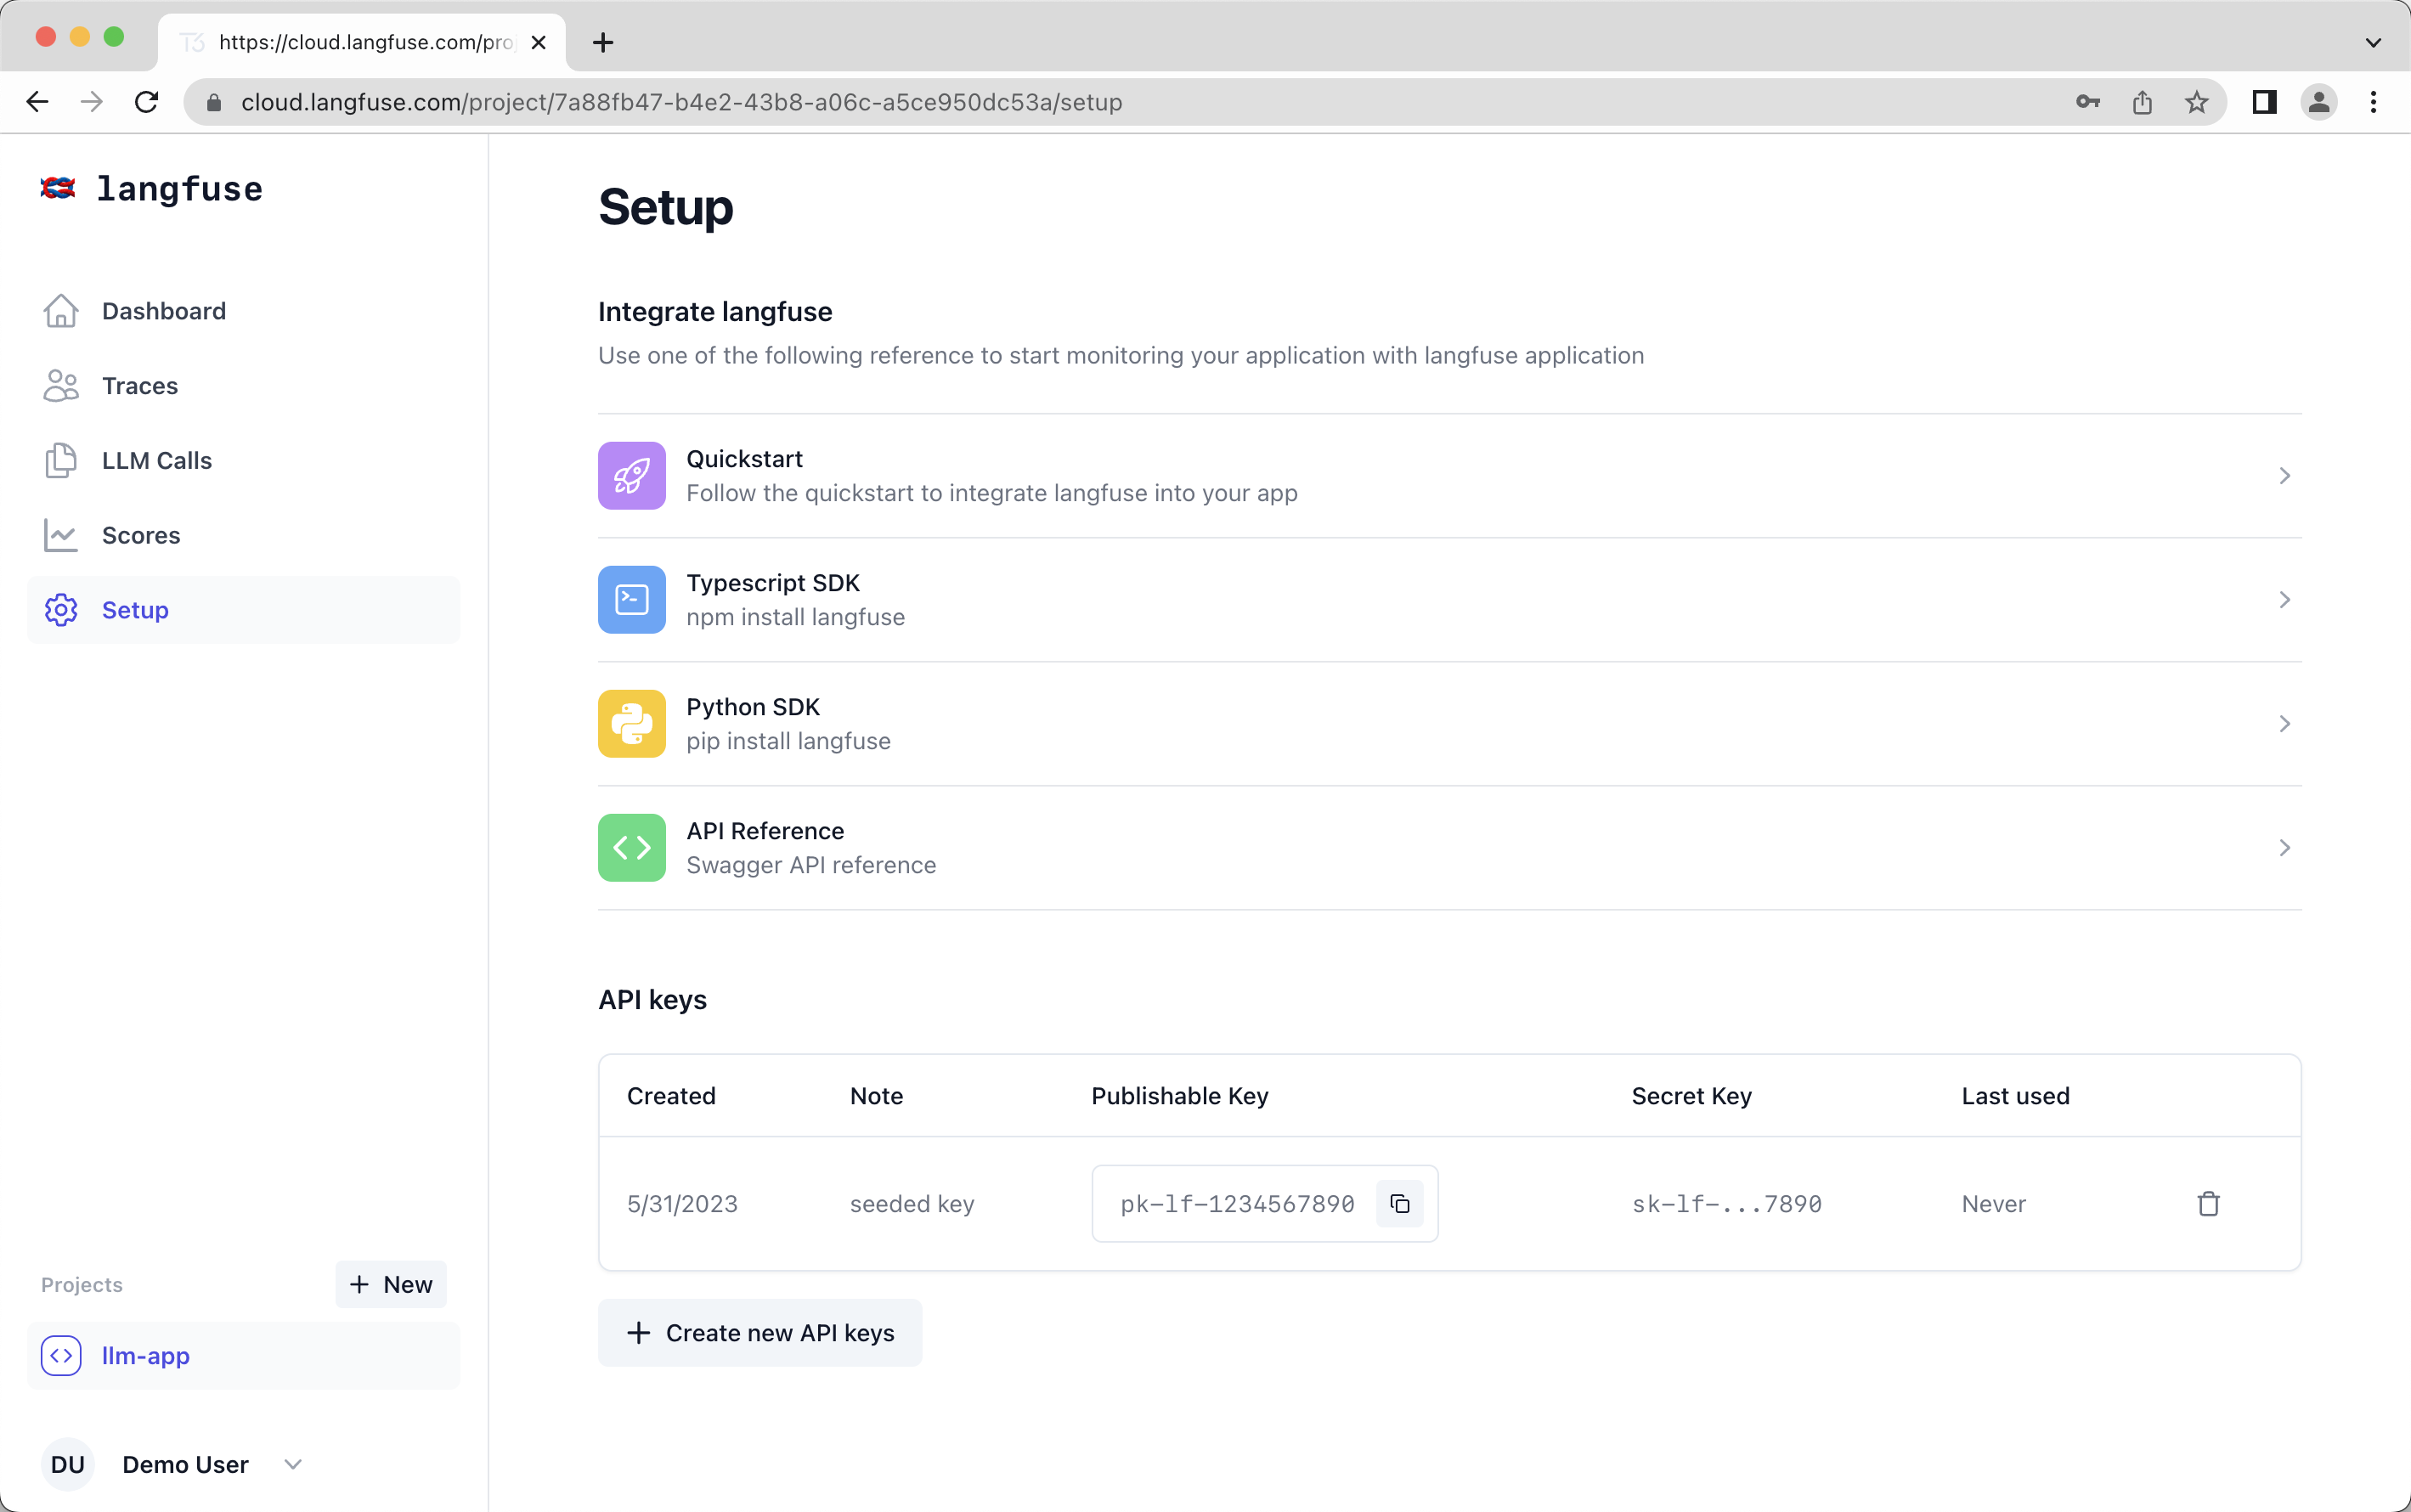 https://cloud.langfuse.com/pro
cloud.langfuse.com/project/7a88fb47-b4e2-43b8-a06c-a5ce950dc53a/setup
langfuse
Dashboard
Traces
LLM Calls
Scores
Setup
Projects
New
llm-app
DU
Demo User
Setup
Integrate langfuse
Use one of the following reference to start monitoring your application with langfuse application
Quickstart
Follow the quickstart to integrate langfuse into your app
Typescript SDK
npm install langfuse
Python SDK
pip install langfuse
API Reference
Swagger API reference
API keys
Created Note Publishable Key Secret Key Last used
5/31/2023 seeded key pk-lf-1234567890 sk-lf-...7890 Never
Create new API keys